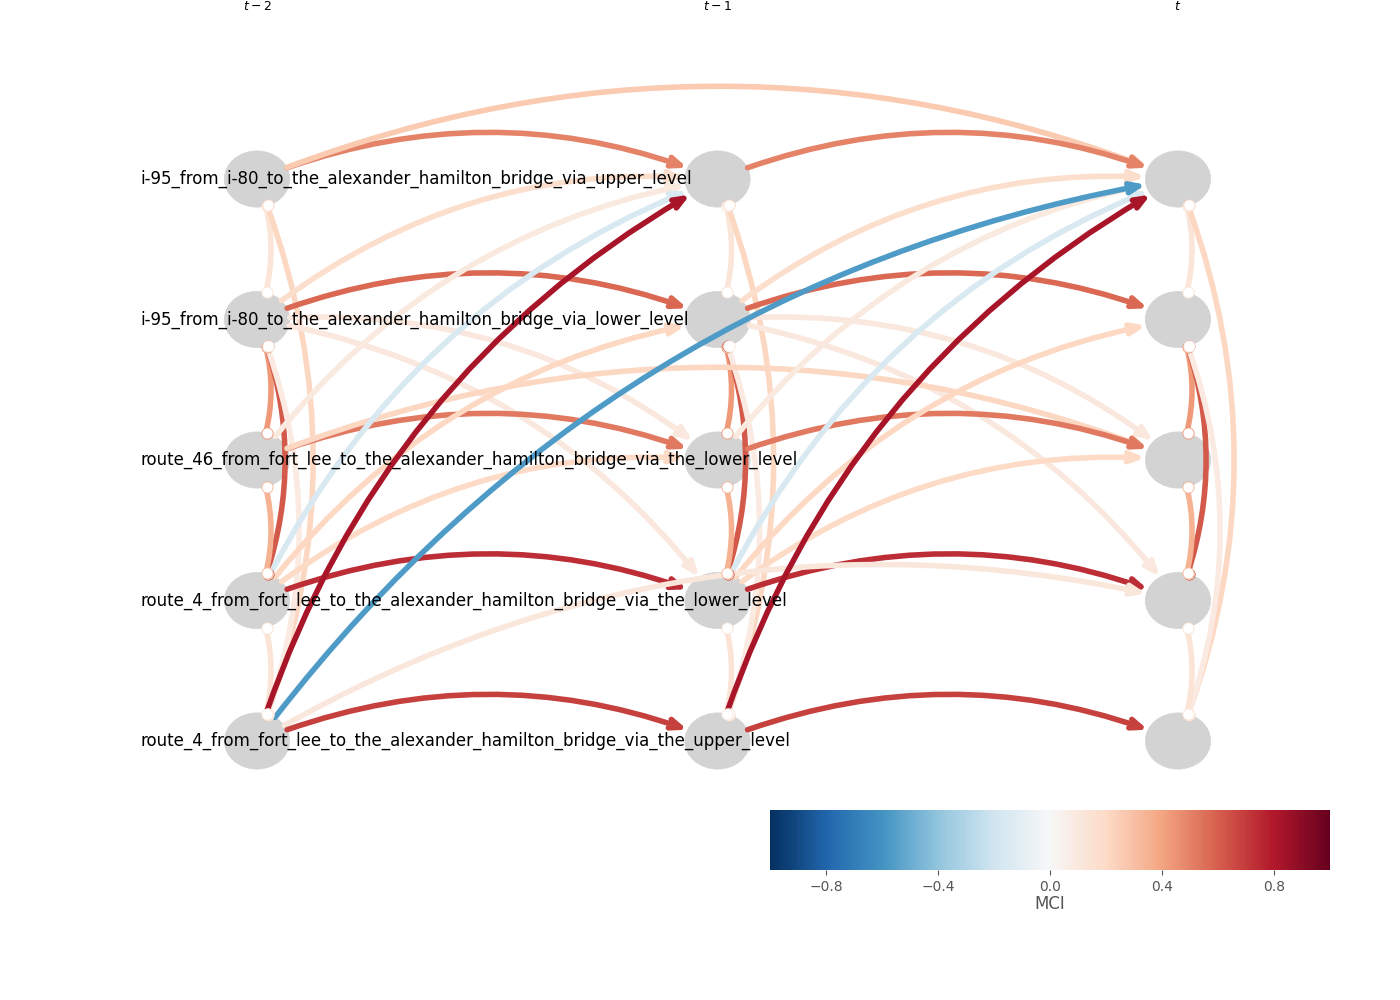 t − 2 t − 1 t
i-95_from_i-80_to_the_alexander_hamilton_bridge_via_upper_level
i-95_from_i-80_to_the_alexander_hamilton_bridge_via_lower_level
route_46_from_fort_lee_to_the_alexander_hamilton_bridge_via_the_lower_level
route_4_from_fort_lee_to_the_alexander_hamilton_bridge_via_the_lower_level
route_4_from_fort_lee_to_the_alexander_hamilton_bridge_via_the_upper_level
−0.8 −0.4 0.0 0.4 0.8
MCI